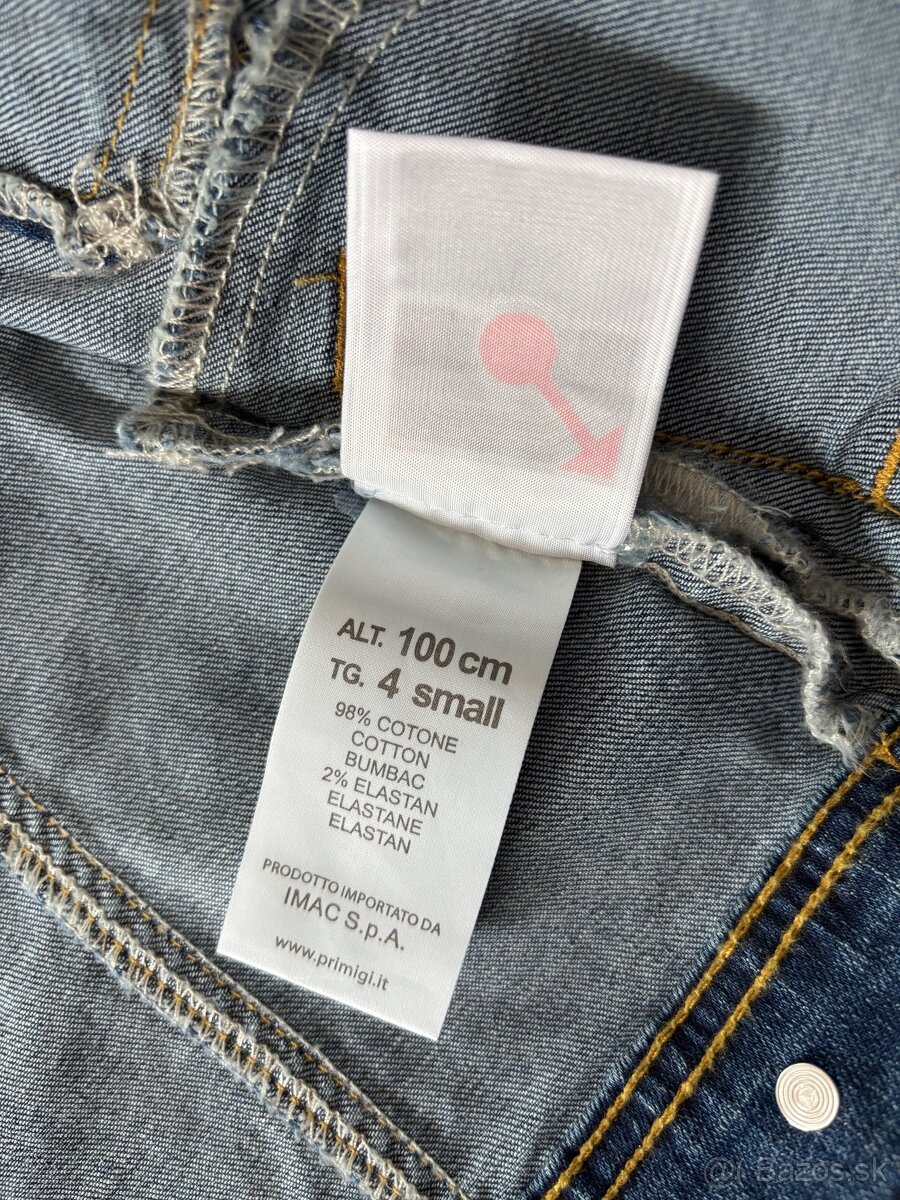 ALT. 100 cm
TG. 4 small
98% COTONE
COTTON
BUMBAC
2% ELASTAN
ELASTANE
ELASTAN
PRODOTTO IMPORTATO DA
IMAC S.p.A.
www.primigi.it
Bazos.sk